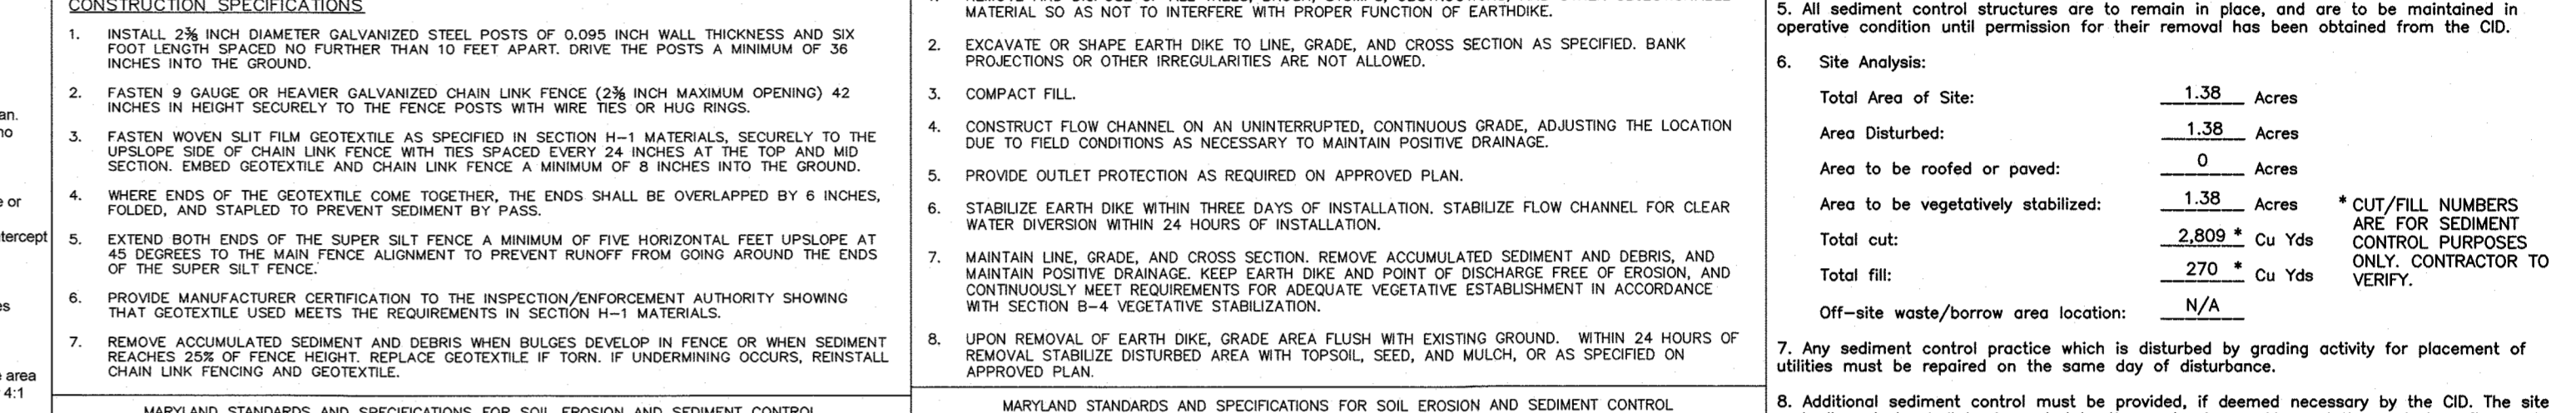 an.
no
e or
tercept
es
e area
4:1
CONSTRUCTION SPECIFICATIONS
1. INSTALL 2⅜ INCH DIAMETER GALVANIZED STEEL POSTS OF 0.095 INCH WALL THICKNESS AND SIX
FOOT LENGTH SPACED NO FURTHER THAN 10 FEET APART. DRIVE THE POSTS A MINIMUM OF 36
INCHES INTO THE GROUND.
2. FASTEN 9 GAUGE OR HEAVIER GALVANIZED CHAIN LINK FENCE (2⅜ INCH MAXIMUM OPENING) 42
INCHES IN HEIGHT SECURELY TO THE FENCE POSTS WITH WIRE TIES OR HUG RINGS.
3. FASTEN WOVEN SLIT FILM GEOTEXTILE AS SPECIFIED IN SECTION H-1 MATERIALS, SECURELY TO THE
UPSLOPE SIDE OF CHAIN LINK FENCE WITH TIES SPACED EVERY 24 INCHES AT THE TOP AND MID
SECTION. EMBED GEOTEXTILE AND CHAIN LINK FENCE A MINIMUM OF 8 INCHES INTO THE GROUND.
4. WHERE ENDS OF THE GEOTEXTILE COME TOGETHER, THE ENDS SHALL BE OVERLAPPED BY 6 INCHES,
FOLDED, AND STAPLED TO PREVENT SEDIMENT BY PASS.
5. EXTEND BOTH ENDS OF THE SUPER SILT FENCE A MINIMUM OF FIVE HORIZONTAL FEET UPSLOPE AT
45 DEGREES TO THE MAIN FENCE ALIGNMENT TO PREVENT RUNOFF FROM GOING AROUND THE ENDS
OF THE SUPER SILT FENCE.
6. PROVIDE MANUFACTURER CERTIFICATION TO THE INSPECTION/ENFORCEMENT AUTHORITY SHOWING
THAT GEOTEXTILE USED MEETS THE REQUIREMENTS IN SECTION H-1 MATERIALS.
7. REMOVE ACCUMULATED SEDIMENT AND DEBRIS WHEN BULGES DEVELOP IN FENCE OR WHEN SEDIMENT
REACHES 25% OF FENCE HEIGHT. REPLACE GEOTEXTILE IF TORN. IF UNDERMINING OCCURS, REINSTALL
CHAIN LINK FENCING AND GEOTEXTILE.
MARYLAND STANDARDS AND SPECIFICATIONS FOR SOIL EROSION AND SEDIMENT CONTROL
MATERIAL SO AS NOT TO INTERFERE WITH PROPER FUNCTION OF EARTHDIKE.
2. EXCAVATE OR SHAPE EARTH DIKE TO LINE, GRADE, AND CROSS SECTION AS SPECIFIED. BANK
PROJECTIONS OR OTHER IRREGULARITIES ARE NOT ALLOWED.
3. COMPACT FILL.
4. CONSTRUCT FLOW CHANNEL ON AN UNINTERRUPTED, CONTINUOUS GRADE, ADJUSTING THE LOCATION
DUE TO FIELD CONDITIONS AS NECESSARY TO MAINTAIN POSITIVE DRAINAGE.
5. PROVIDE OUTLET PROTECTION AS REQUIRED ON APPROVED PLAN.
6. STABILIZE EARTH DIKE WITHIN THREE DAYS OF INSTALLATION. STABILIZE FLOW CHANNEL FOR CLEAR
WATER DIVERSION WITHIN 24 HOURS OF INSTALLATION.
7. MAINTAIN LINE, GRADE, AND CROSS SECTION. REMOVE ACCUMULATED SEDIMENT AND DEBRIS, AND
MAINTAIN POSITIVE DRAINAGE. KEEP EARTH DIKE AND POINT OF DISCHARGE FREE OF EROSION, AND
CONTINUOUSLY MEET REQUIREMENTS FOR ADEQUATE VEGETATIVE ESTABLISHMENT IN ACCORDANCE
WITH SECTION B-4 VEGETATIVE STABILIZATION.
8. UPON REMOVAL OF EARTH DIKE, GRADE AREA FLUSH WITH EXISTING GROUND. WITHIN 24 HOURS OF
REMOVAL STABILIZE DISTURBED AREA WITH TOPSOIL, SEED, AND MULCH, OR AS SPECIFIED ON
APPROVED PLAN.
MARYLAND STANDARDS AND SPECIFICATIONS FOR SOIL EROSION AND SEDIMENT CONTROL
5. All sediment control structures are to remain in place, and are to be maintained in
operative condition until permission for their removal has been obtained from the CID.
6. Site Analysis:
Total Area of Site: 1.38 Acres
Area Disturbed: 1.38 Acres
Area to be roofed or paved: 0 Acres
Area to be vegetatively stabilized: 1.38 Acres
Total cut: 2,809 * Cu Yds
Total fill: 270 * Cu Yds
Off-site waste/borrow area location: N/A
* CUT/FILL NUMBERS
ARE FOR SEDIMENT
CONTROL PURPOSES
ONLY. CONTRACTOR TO
VERIFY.
7. Any sediment control practice which is disturbed by grading activity for placement of
utilities must be repaired on the same day of disturbance.
8. Additional sediment control must be provided, if deemed necessary by the CID. The site